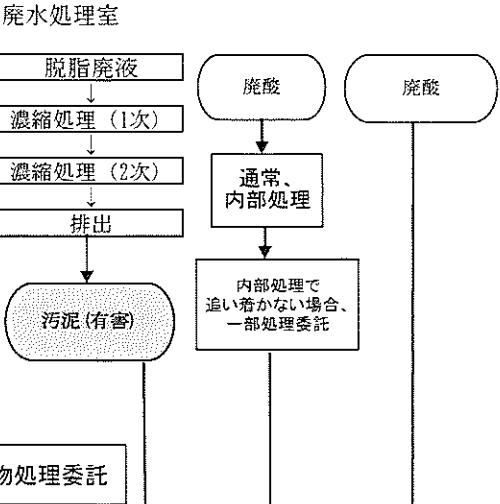 廃水処理室
脱脂廃液
濃縮処理（1次）
濃縮処理（2次）
排出
汚泥(有害)
廃酸
通常、
内部処理
内部処理で
追い着かない場合、
一部処理委託
廃酸
物処理委託